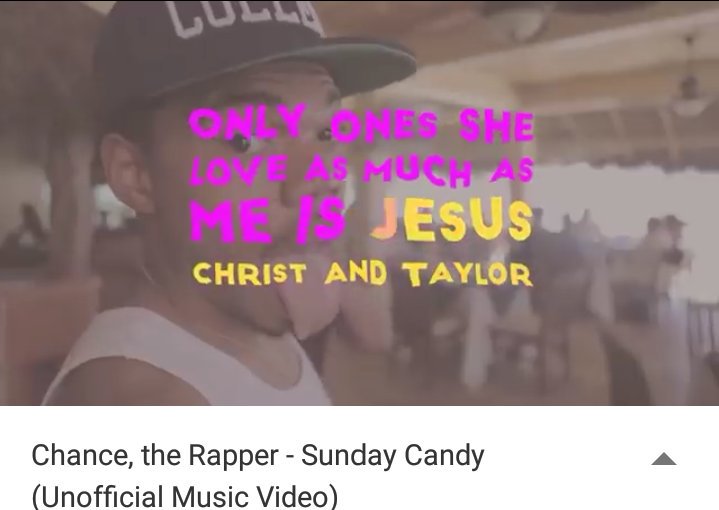 ONLY ONES SHE
LOVE AS MUCH AS
ME IS JESUS
CHRIST AND TAYLOR
Chance, the Rapper - Sunday Candy
(Unofficial Music Video)